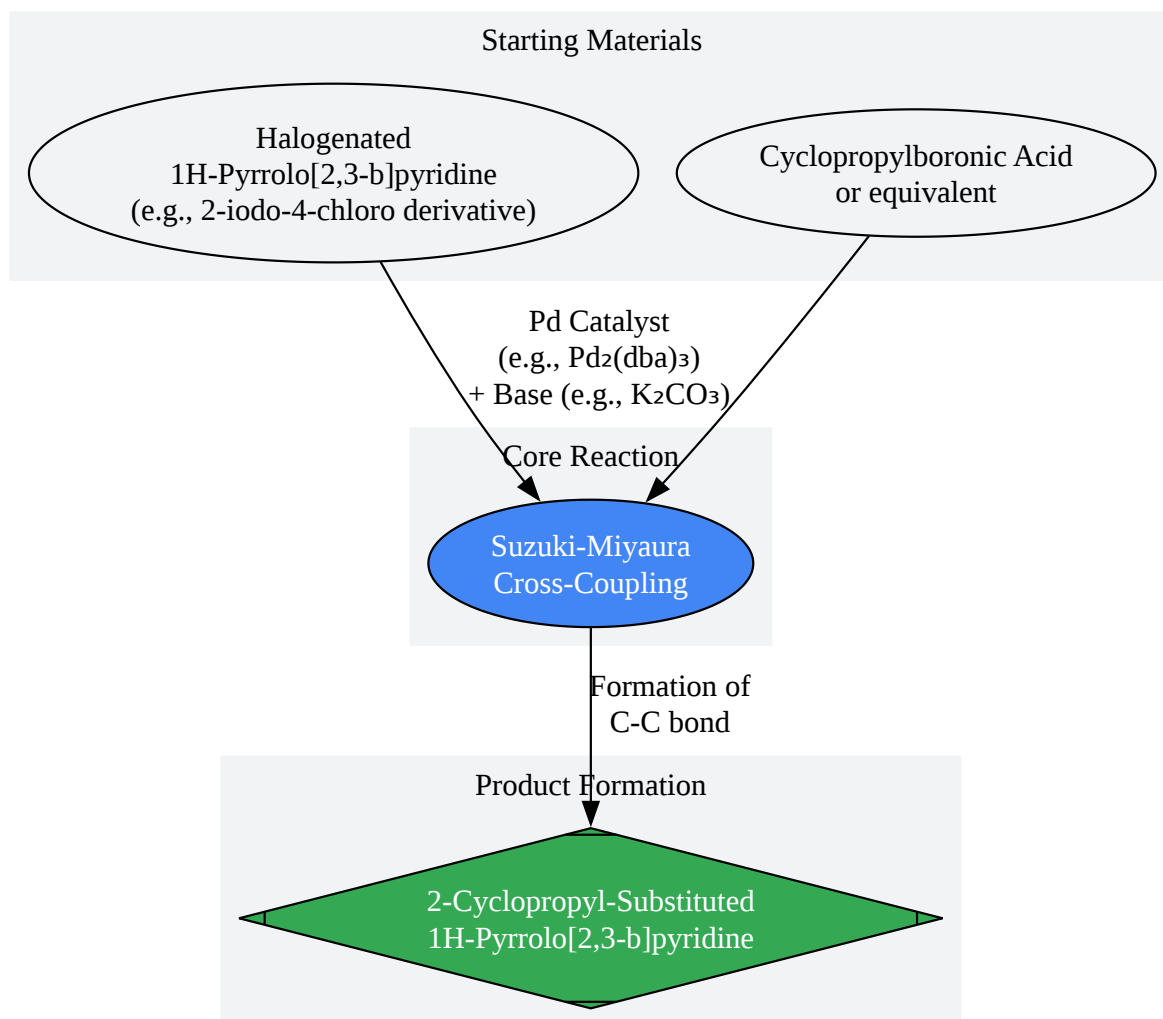 Starting Materials
Halogenated
1H-Pyrrolo[2,3-b]pyridine
(e.g., 2-iodo-4-chloro derivative)
Cyclopropylboronic Acid
or equivalent
Pd Catalyst
(e.g., Pd₂(dba)₃)
+ Base (e.g., K₂CO₃)
Core Reaction
Suzuki-Miyaura
Cross-Coupling
Formation of
C-C bond
Product Formation
2-Cyclopropyl-Substituted
1H-Pyrrolo[2,3-b]pyridine